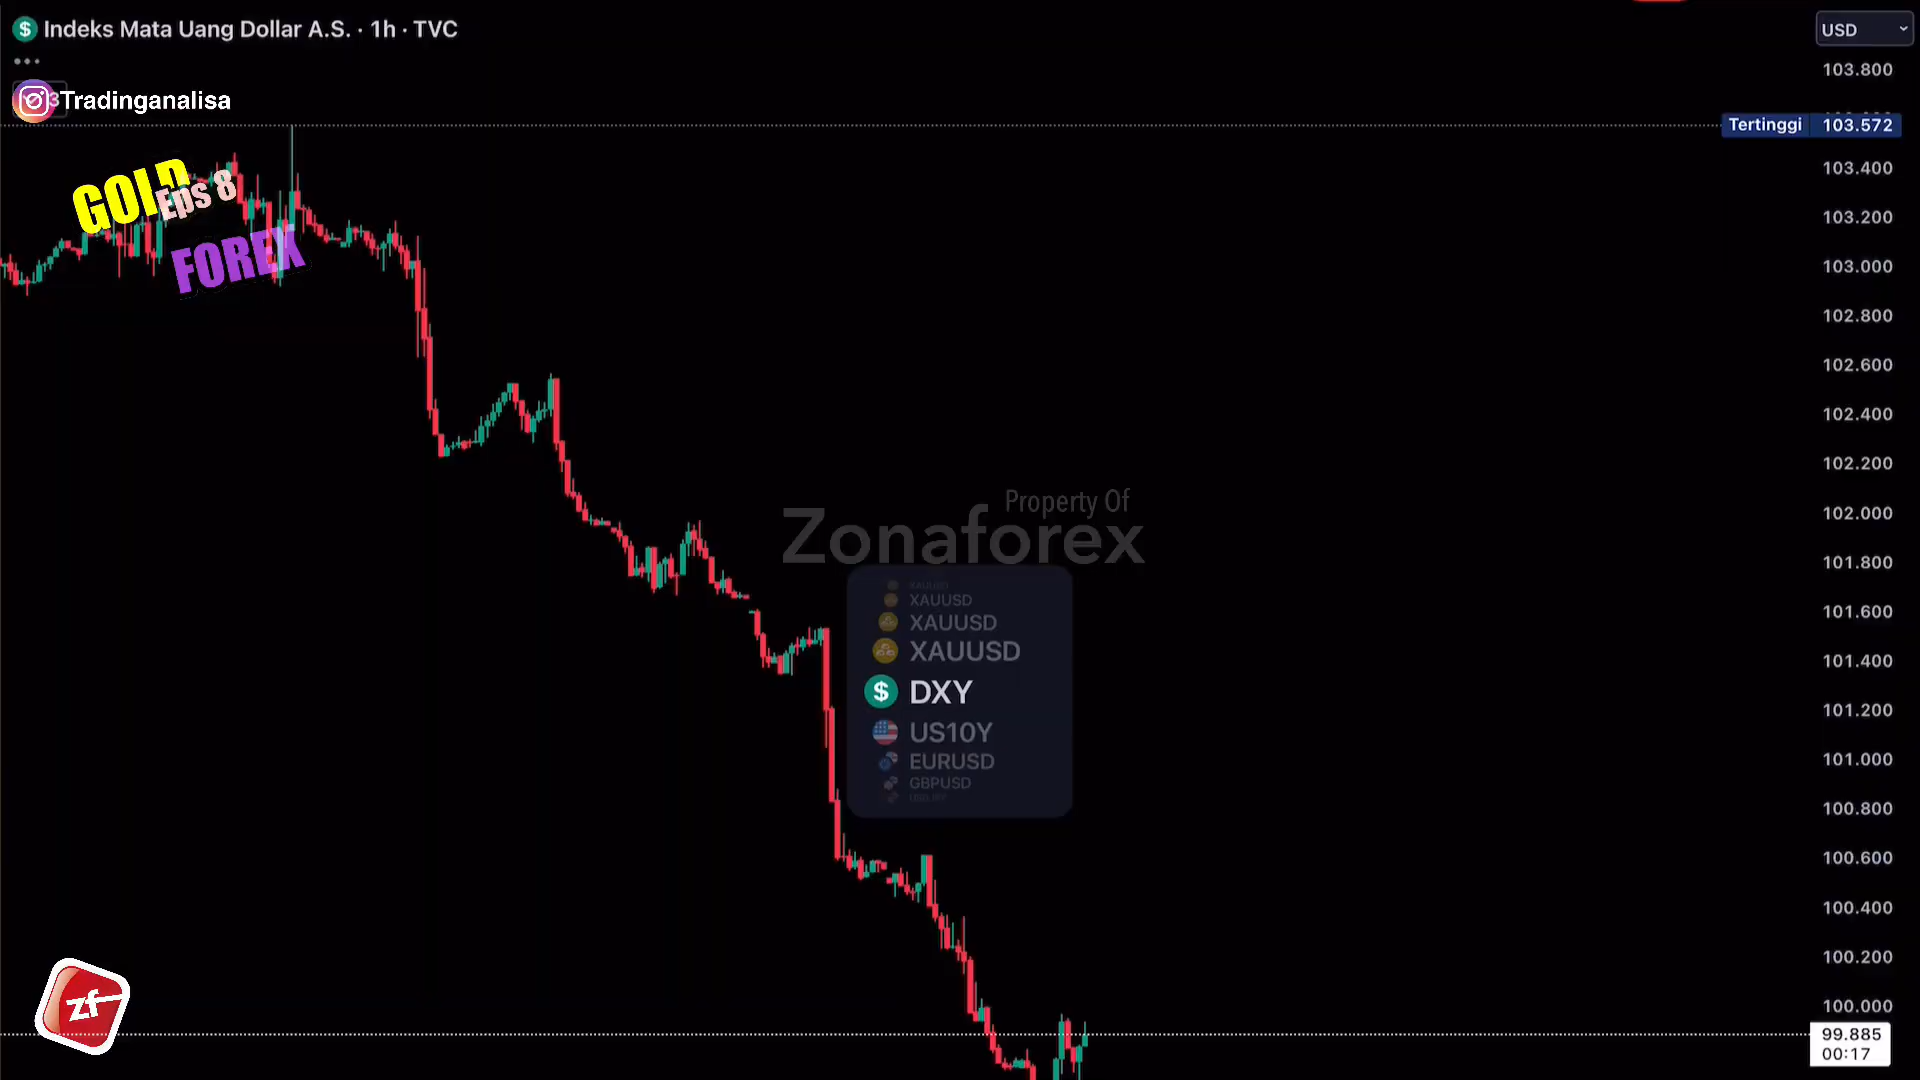 Indeks Mata Uang Dollar A.S. · 1h · TVC
USD
Tradinganalisa
GOLD
Eps 8
FOREX
103.800
Tertinggi 103.572
103.400
103.200
103.000
102.800
102.600
102.400
102.200
102.000
101.800
101.600
101.400
101.200
101.000
100.800
100.600
100.400
100.200
100.000
99.885
00:17
Property Of
Zonaforex
XAUUSD
XAUUSD
XAUUSD
DXY
US10Y
EURUSD
GBPUSD
zf